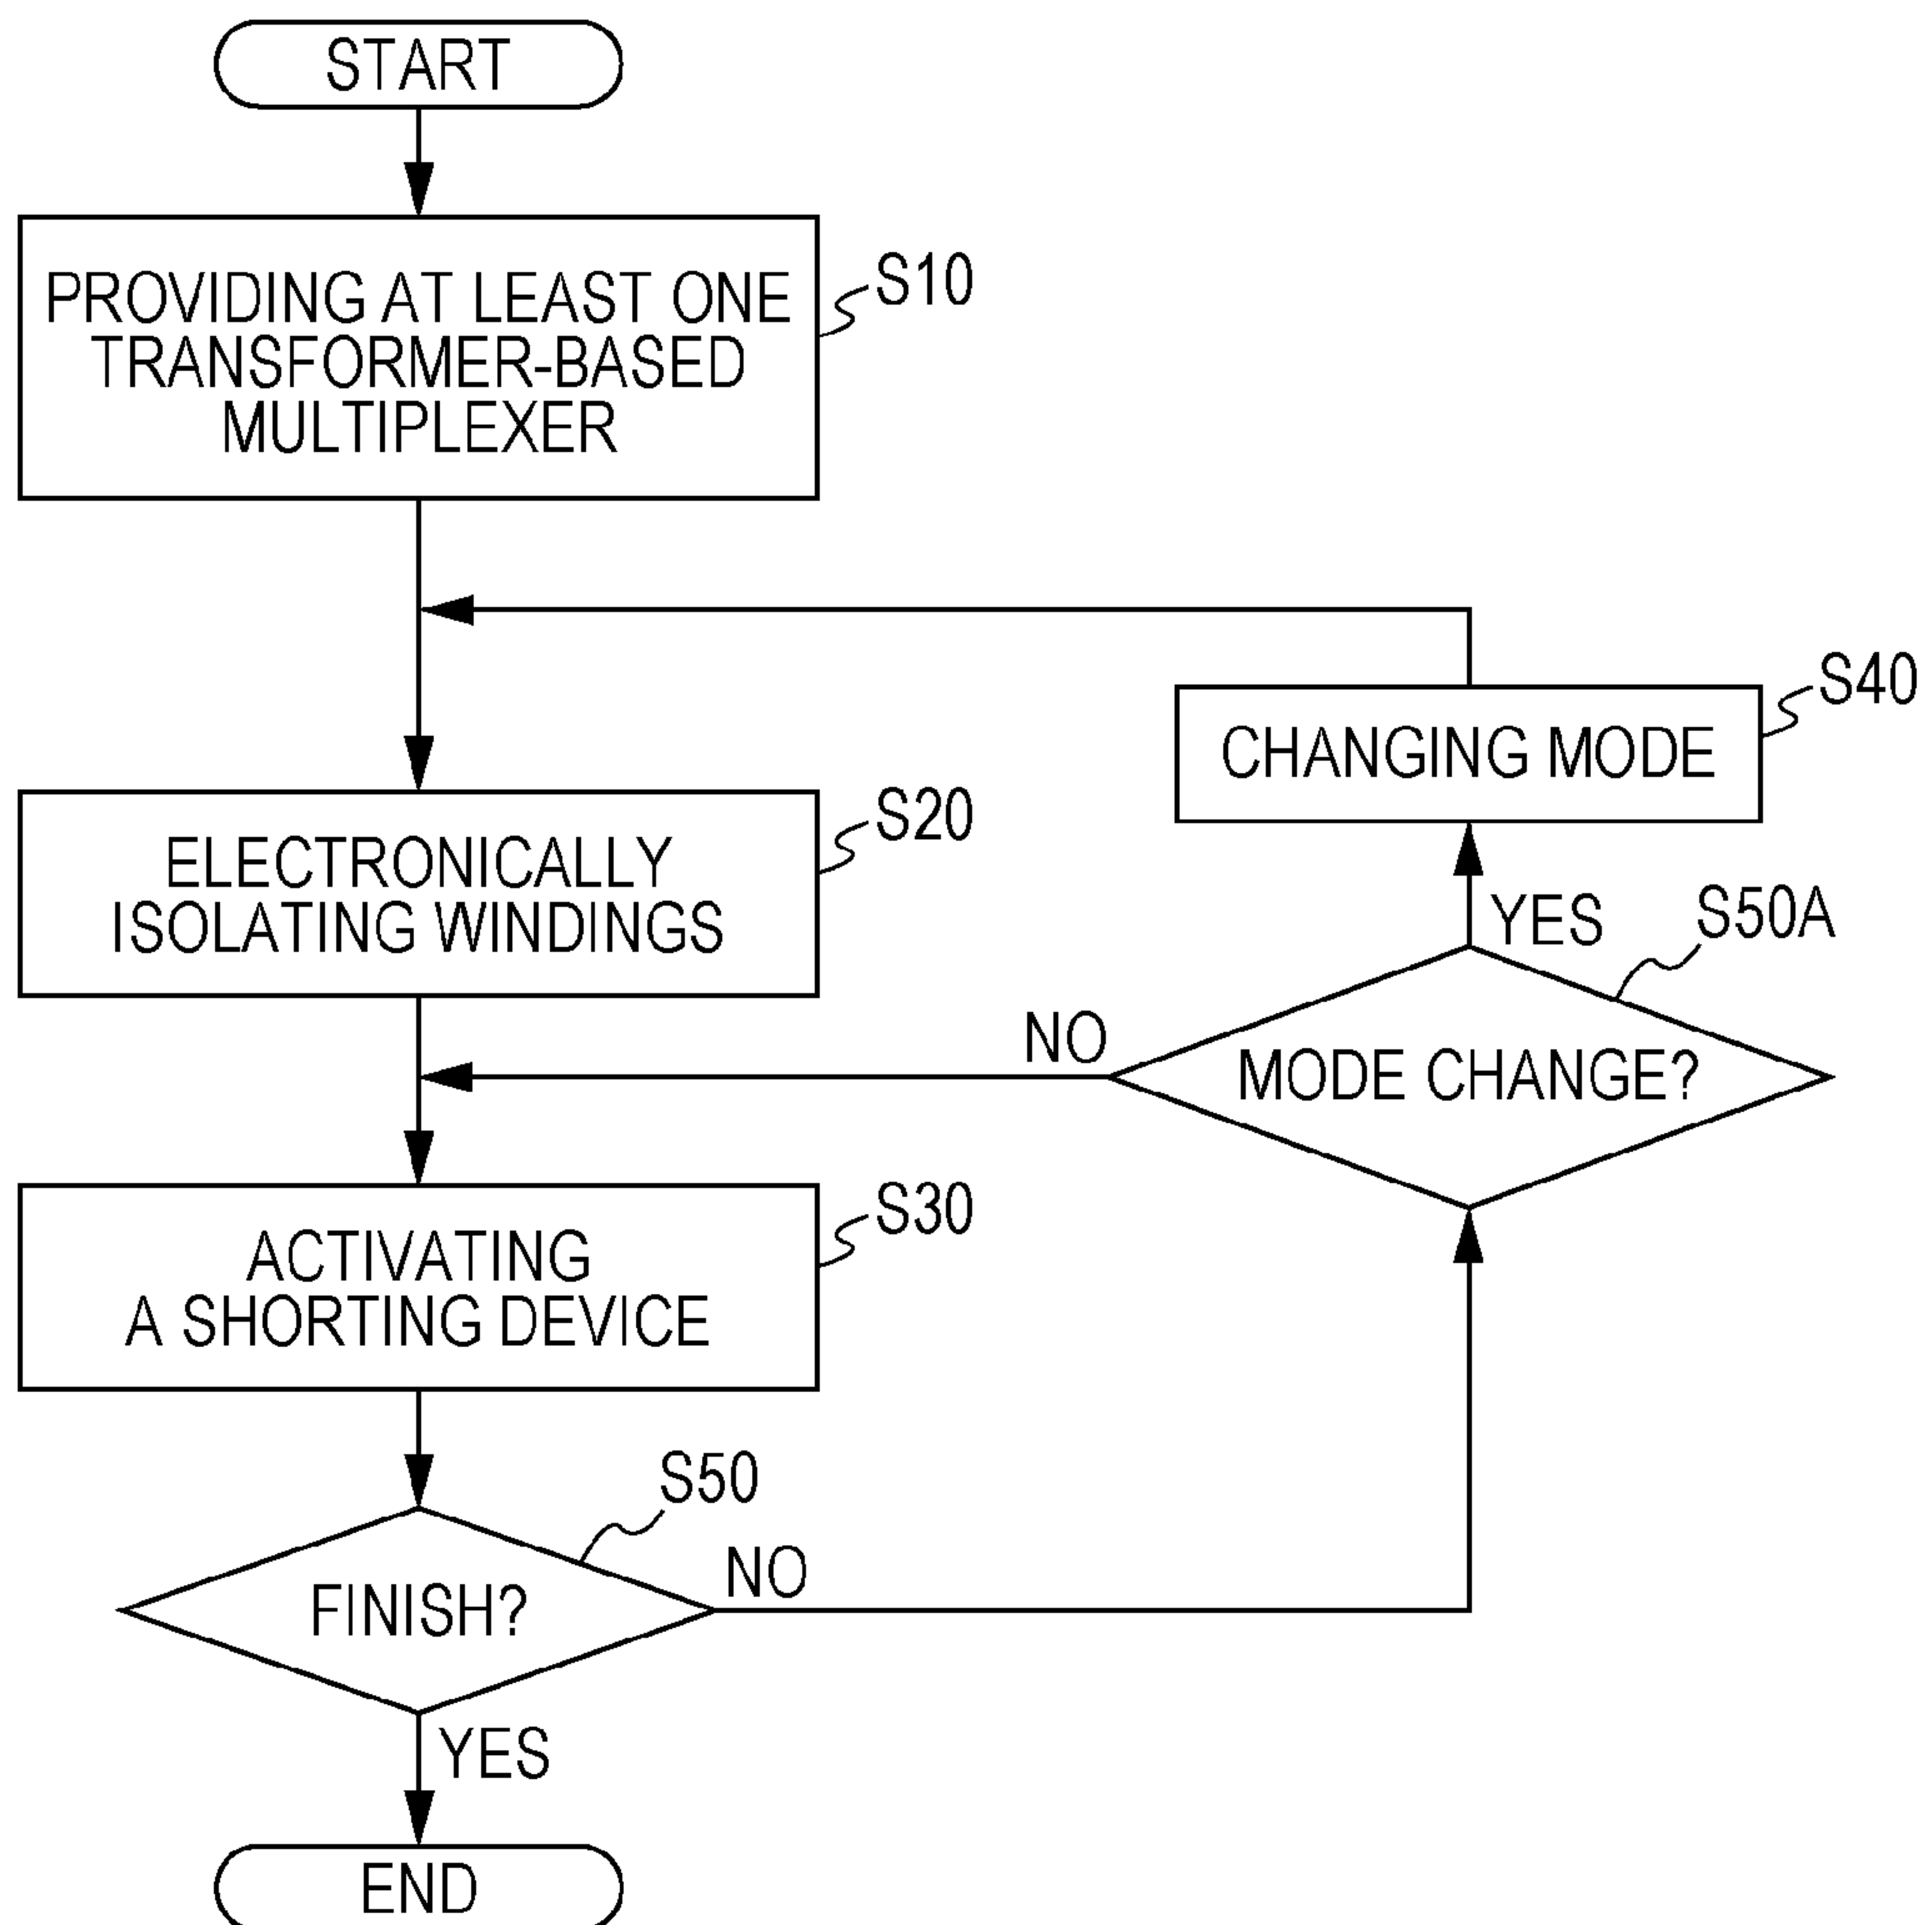 START
PROVIDING AT LEAST ONE
TRANSFORMER-BASED
MULTIPLEXER
S10
S40
CHANGING MODE
S20
ELECTRONICALLY
ISOLATING WINDINGS
YES
S50A
NO
MODE CHANGE?
S30
ACTIVATING
A SHORTING DEVICE
S50
NO
FINISH?
YES
END